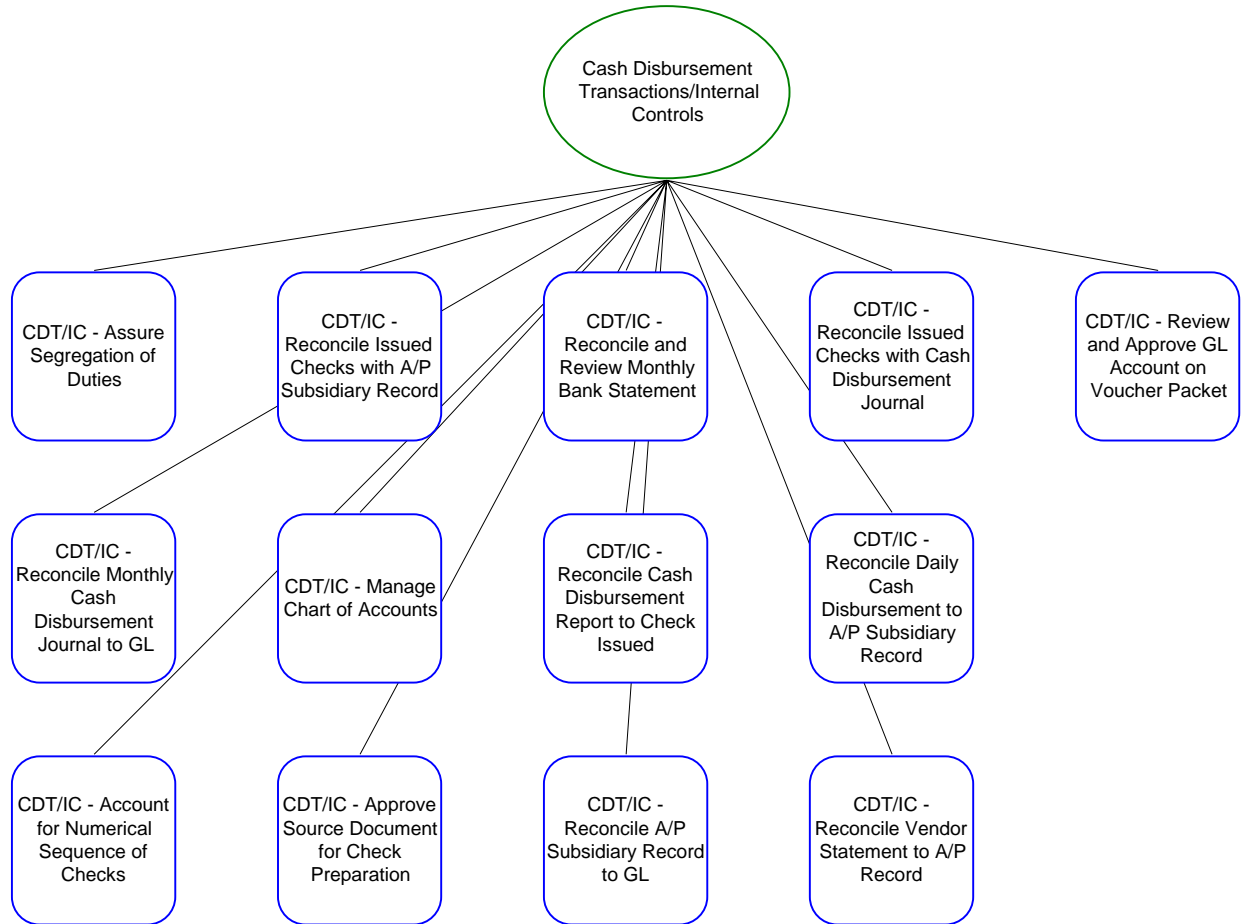 Cash Disbursement
Transactions/Internal
Controls
CDT/IC - Assure
Segregation of
Duties
CDT/IC -
Reconcile Issued
Checks with A/P
Subsidiary Record
CDT/IC -
Reconcile and
Review Monthly
Bank Statement
CDT/IC -
Reconcile Issued
Checks with Cash
Disbursement
Journal
CDT/IC - Review
and Approve GL
Account on
Voucher Packet
CDT/IC -
Reconcile Monthly
Cash
Disbursement
Journal to GL
CDT/IC - Manage
Chart of Accounts
CDT/IC -
Reconcile Cash
Disbursement
Report to Check
Issued
CDT/IC -
Reconcile Daily
Cash
Disbursement to
A/P Subsidiary
Record
CDT/IC - Account
for Numerical
Sequence of
Checks
CDT/IC - Approve
Source Document
for Check
Preparation
CDT/IC -
Reconcile A/P
Subsidiary Record
to GL
CDT/IC -
Reconcile Vendor
Statement to A/P
Record